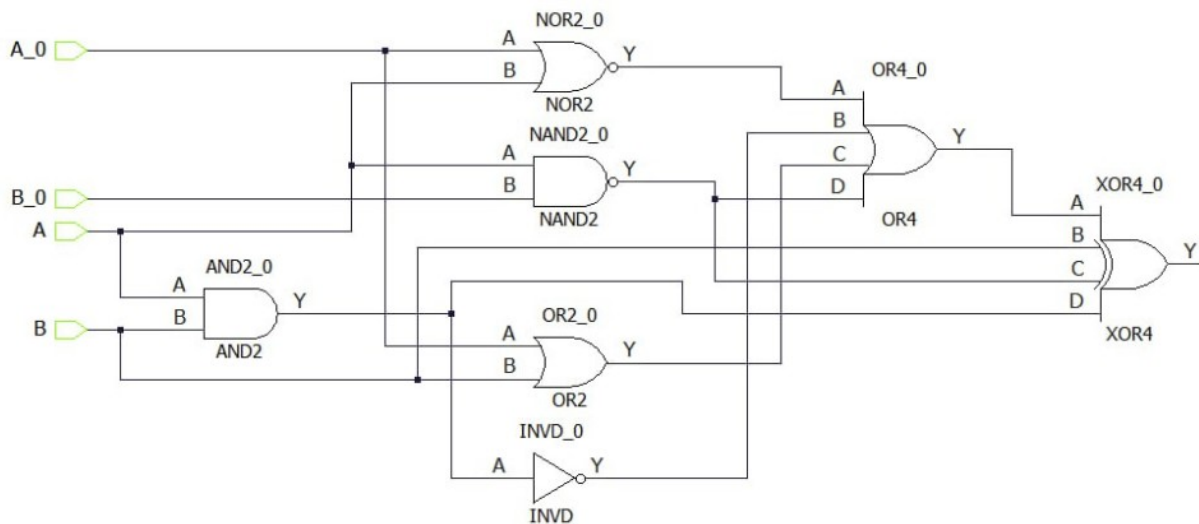 NOR2_0
A_0
A
Y
B
OR4_0
NOR2
A
NAND2_0
B
Y
A
Y
C
B_0
B
D
XOR4_0
NAND2
OR4
A
A
B
Y
AND2_0
C
A
Y
OR2_0
D
B
B
A
Y
XOR4
AND2
B
OR2
INVD_0
A
Y
INVD